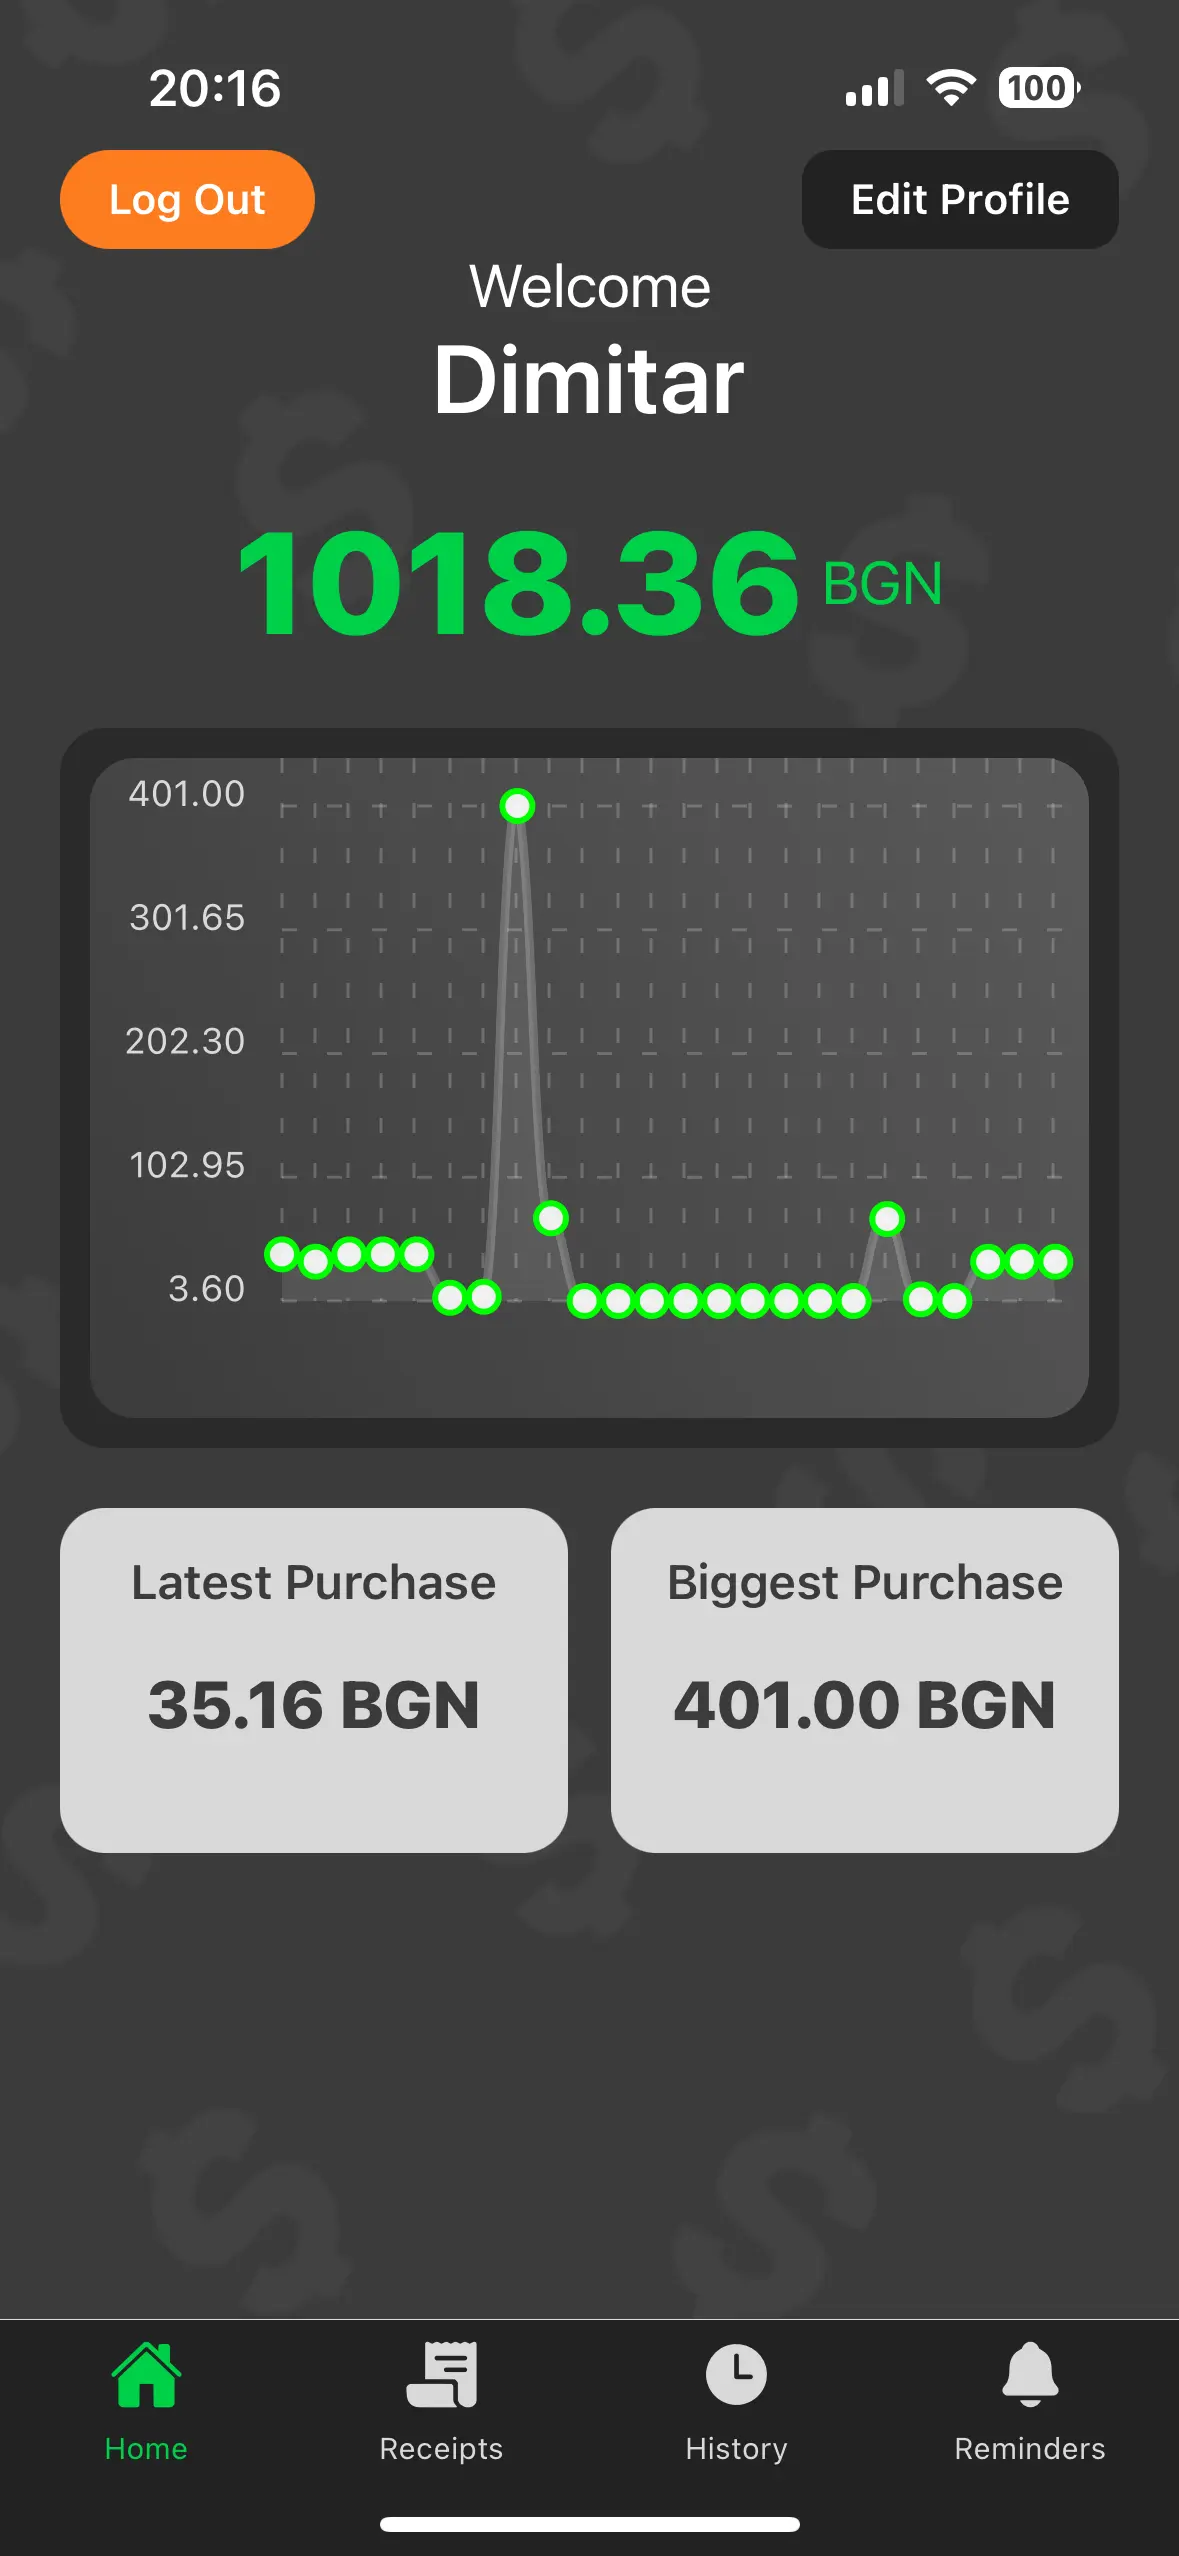 20:16
100
Log Out
Edit Profile
Welcome
Dimitar
1018.36 BGN
401.00
301.65
202.30
102.95
3.60
Latest Purchase
35.16 BGN
Biggest Purchase
401.00 BGN
Home
Receipts
History
Reminders